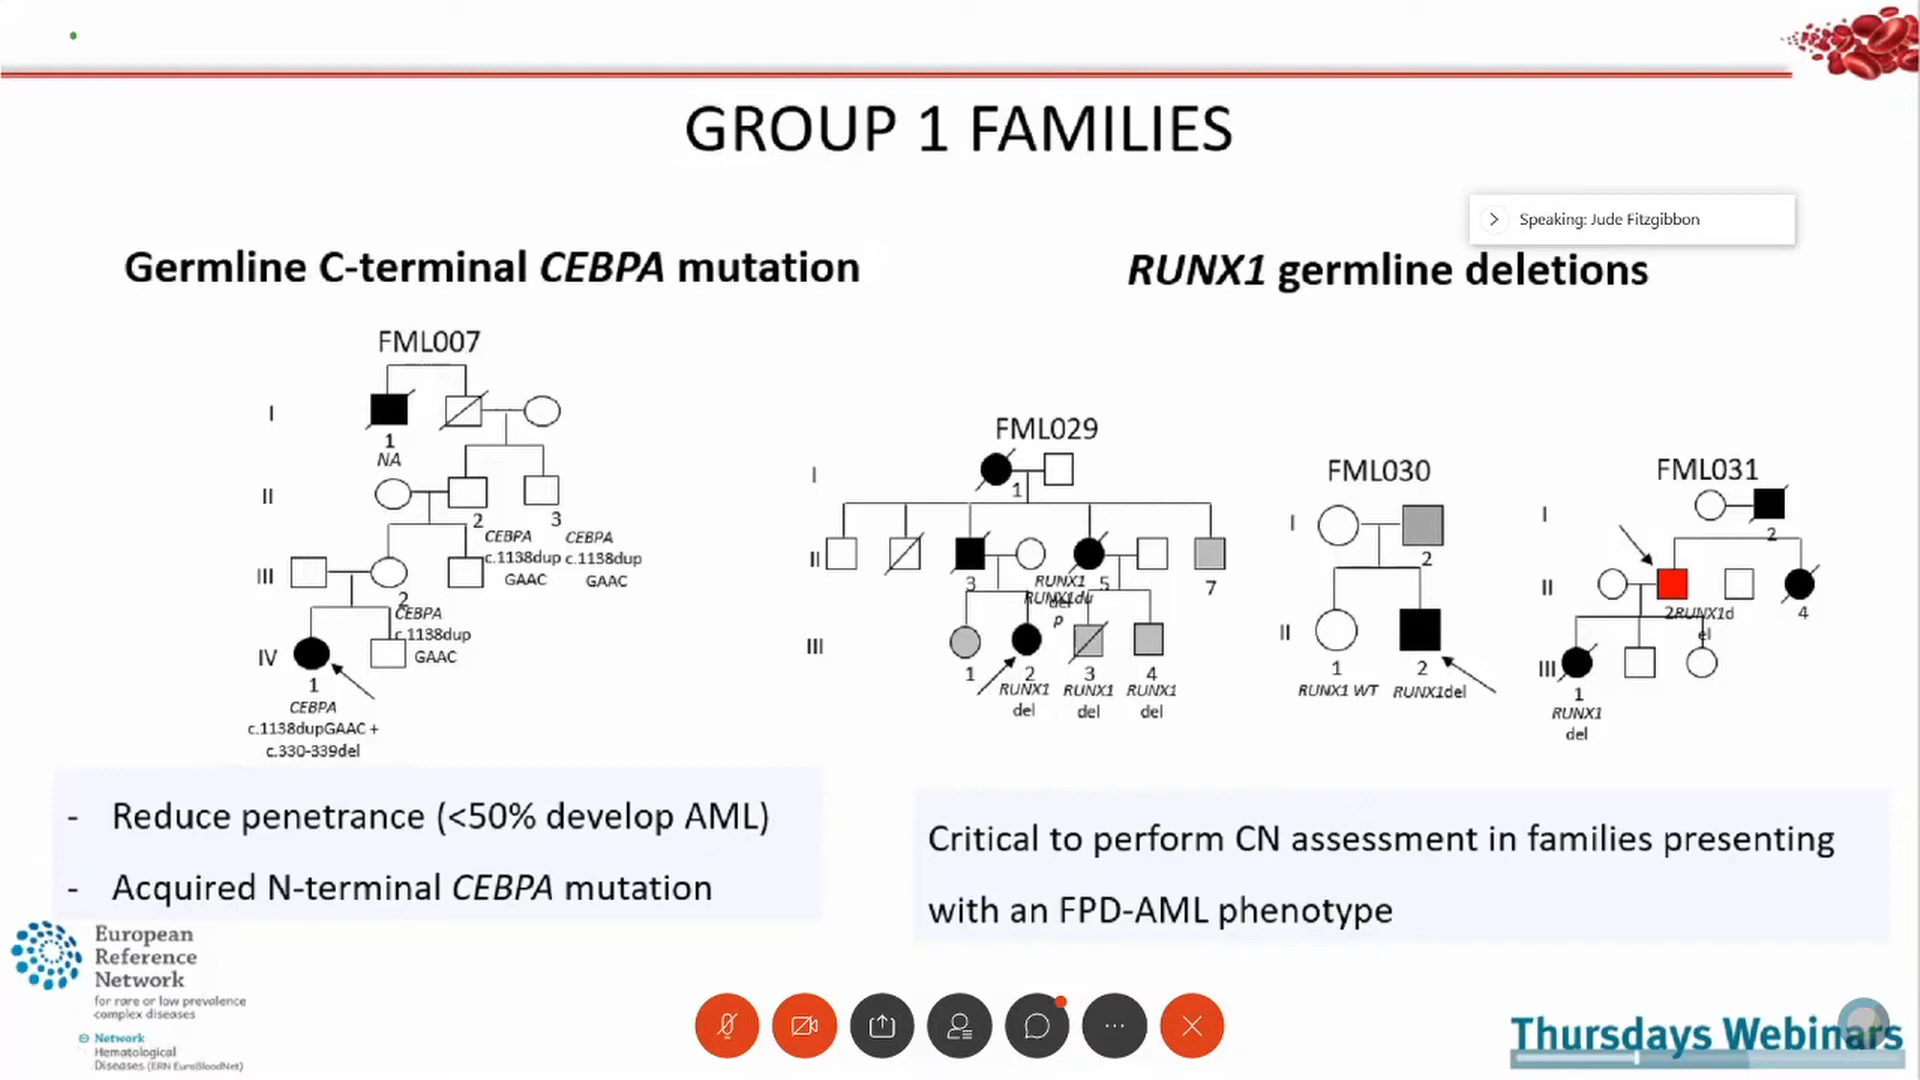 GROUP 1 FAMILIES
Speaking: Jude Fitzgibbon
Germline C-terminal CEBPA mutation
RUNX1 germline deletions
FML007
I
1
NA
II
2
3
CEBPA
c.1138dup
GAAC
CEBPA
c.1138dup
GAAC
III
2
CEBPA
c.1138dup
GAAC
IV
1
CEBPA
c.1138dupGAAC +
c.330-339del
FML029
I
1
II
3
RUNX1
del
5
7
RUNX1du
p
III
1
2
3
4
RUNX1
del
RUNX1
del
RUNX1
del
FML030
I
2
II
1
2
RUNX1 WT
RUNX1del
FML031
I
2
II
2RUNX1d
el
4
III
1
RUNX1
del
- Reduce penetrance (<50% develop AML)
- Acquired N-terminal CEBPA mutation
Critical to perform CN assessment in families presenting
with an FPD-AML phenotype
European
Reference
Network
for rare or low prevalence
complex diseases
Network
Hematological
Diseases (ERN EuroBloodNet)
Thursdays Webinars